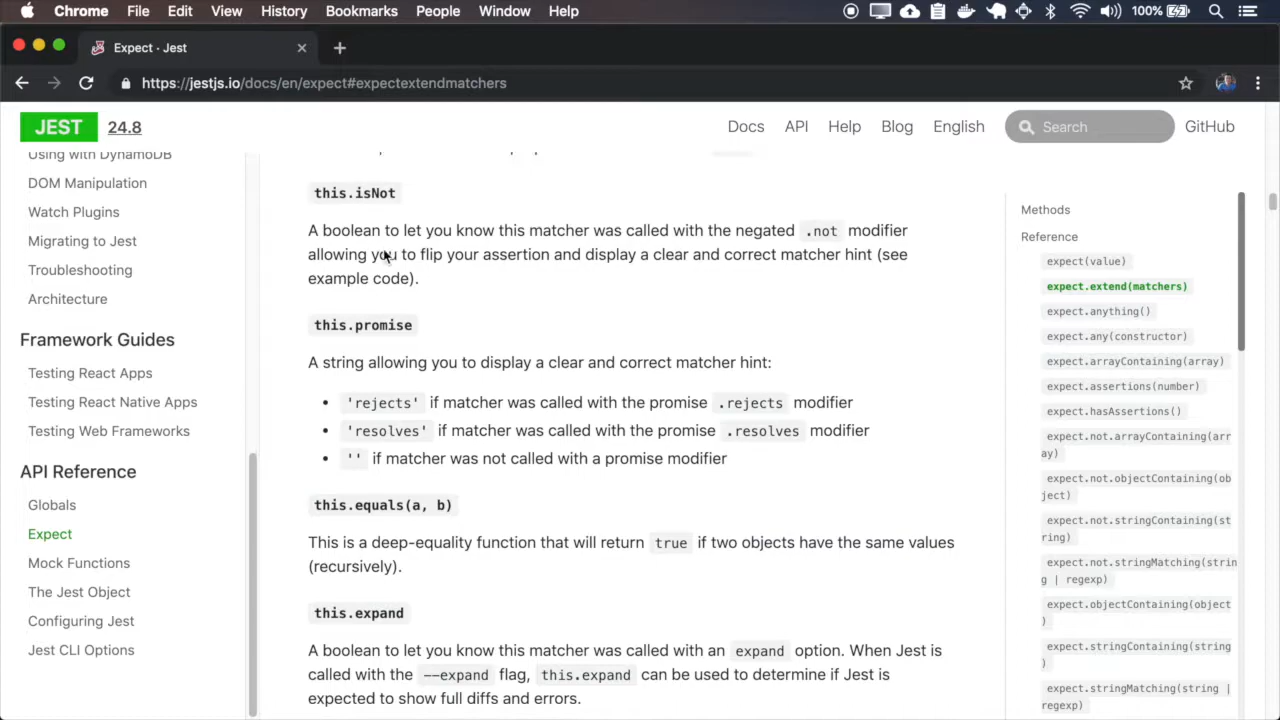 Chrome File Edit View History Bookmarks People Window Help 100%
Expect · Jest
https://jestjs.io/docs/en/expect#expectextendmatchers
JEST 24.8 Docs API Help Blog English Search GitHub
Using with DynamoDB
DOM Manipulation
Watch Plugins
Migrating to Jest
Troubleshooting
Architecture
Framework Guides
Testing React Apps
Testing React Native Apps
Testing Web Frameworks
API Reference
Globals
Expect
Mock Functions
The Jest Object
Configuring Jest
Jest CLI Options
this.isNot
A boolean to let you know this matcher was called with the negated .not modifier
allowing you to flip your assertion and display a clear and correct matcher hint (see
example code).
this.promise
A string allowing you to display a clear and correct matcher hint:
• 'rejects' if matcher was called with the promise .rejects modifier
• 'resolves' if matcher was called with the promise .resolves modifier
• '' if matcher was not called with a promise modifier
this.equals(a, b)
This is a deep-equality function that will return true if two objects have the same values
(recursively).
this.expand
A boolean to let you know this matcher was called with an expand option. When Jest is
called with the --expand flag, this.expand can be used to determine if Jest is
expected to show full diffs and errors.
Methods
Reference
expect(value)
expect.extend(matchers)
expect.anything()
expect.any(constructor)
expect.arrayContaining(array)
expect.assertions(number)
expect.hasAssertions()
expect.not.arrayContaining(arr
ay)
expect.not.objectContaining(ob
ject)
expect.not.stringContaining(st
ring)
expect.not.stringMatching(strin
g | regexp)
expect.objectContaining(object
)
expect.stringContaining(string
)
expect.stringMatching(string |
regexp)